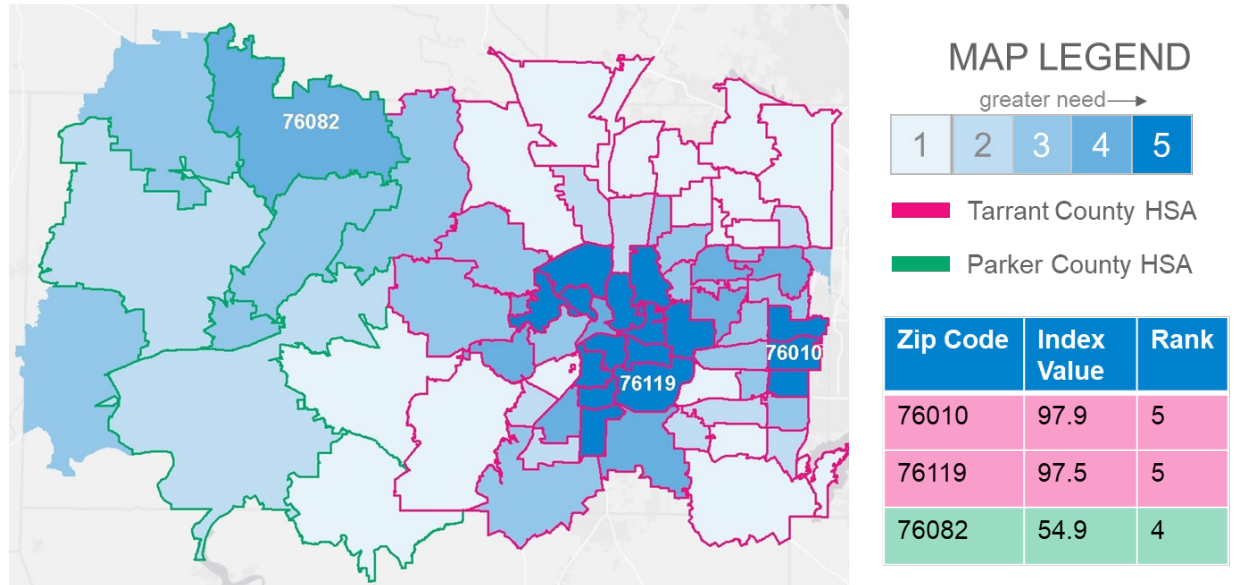 76082
76010
76119
MAP LEGEND
greater need
1 2 3 4 5
Tarrant County HSA
Parker County HSA
Zip Code Index Value Rank
76010 97.9 5
76119 97.5 5
76082 54.9 4